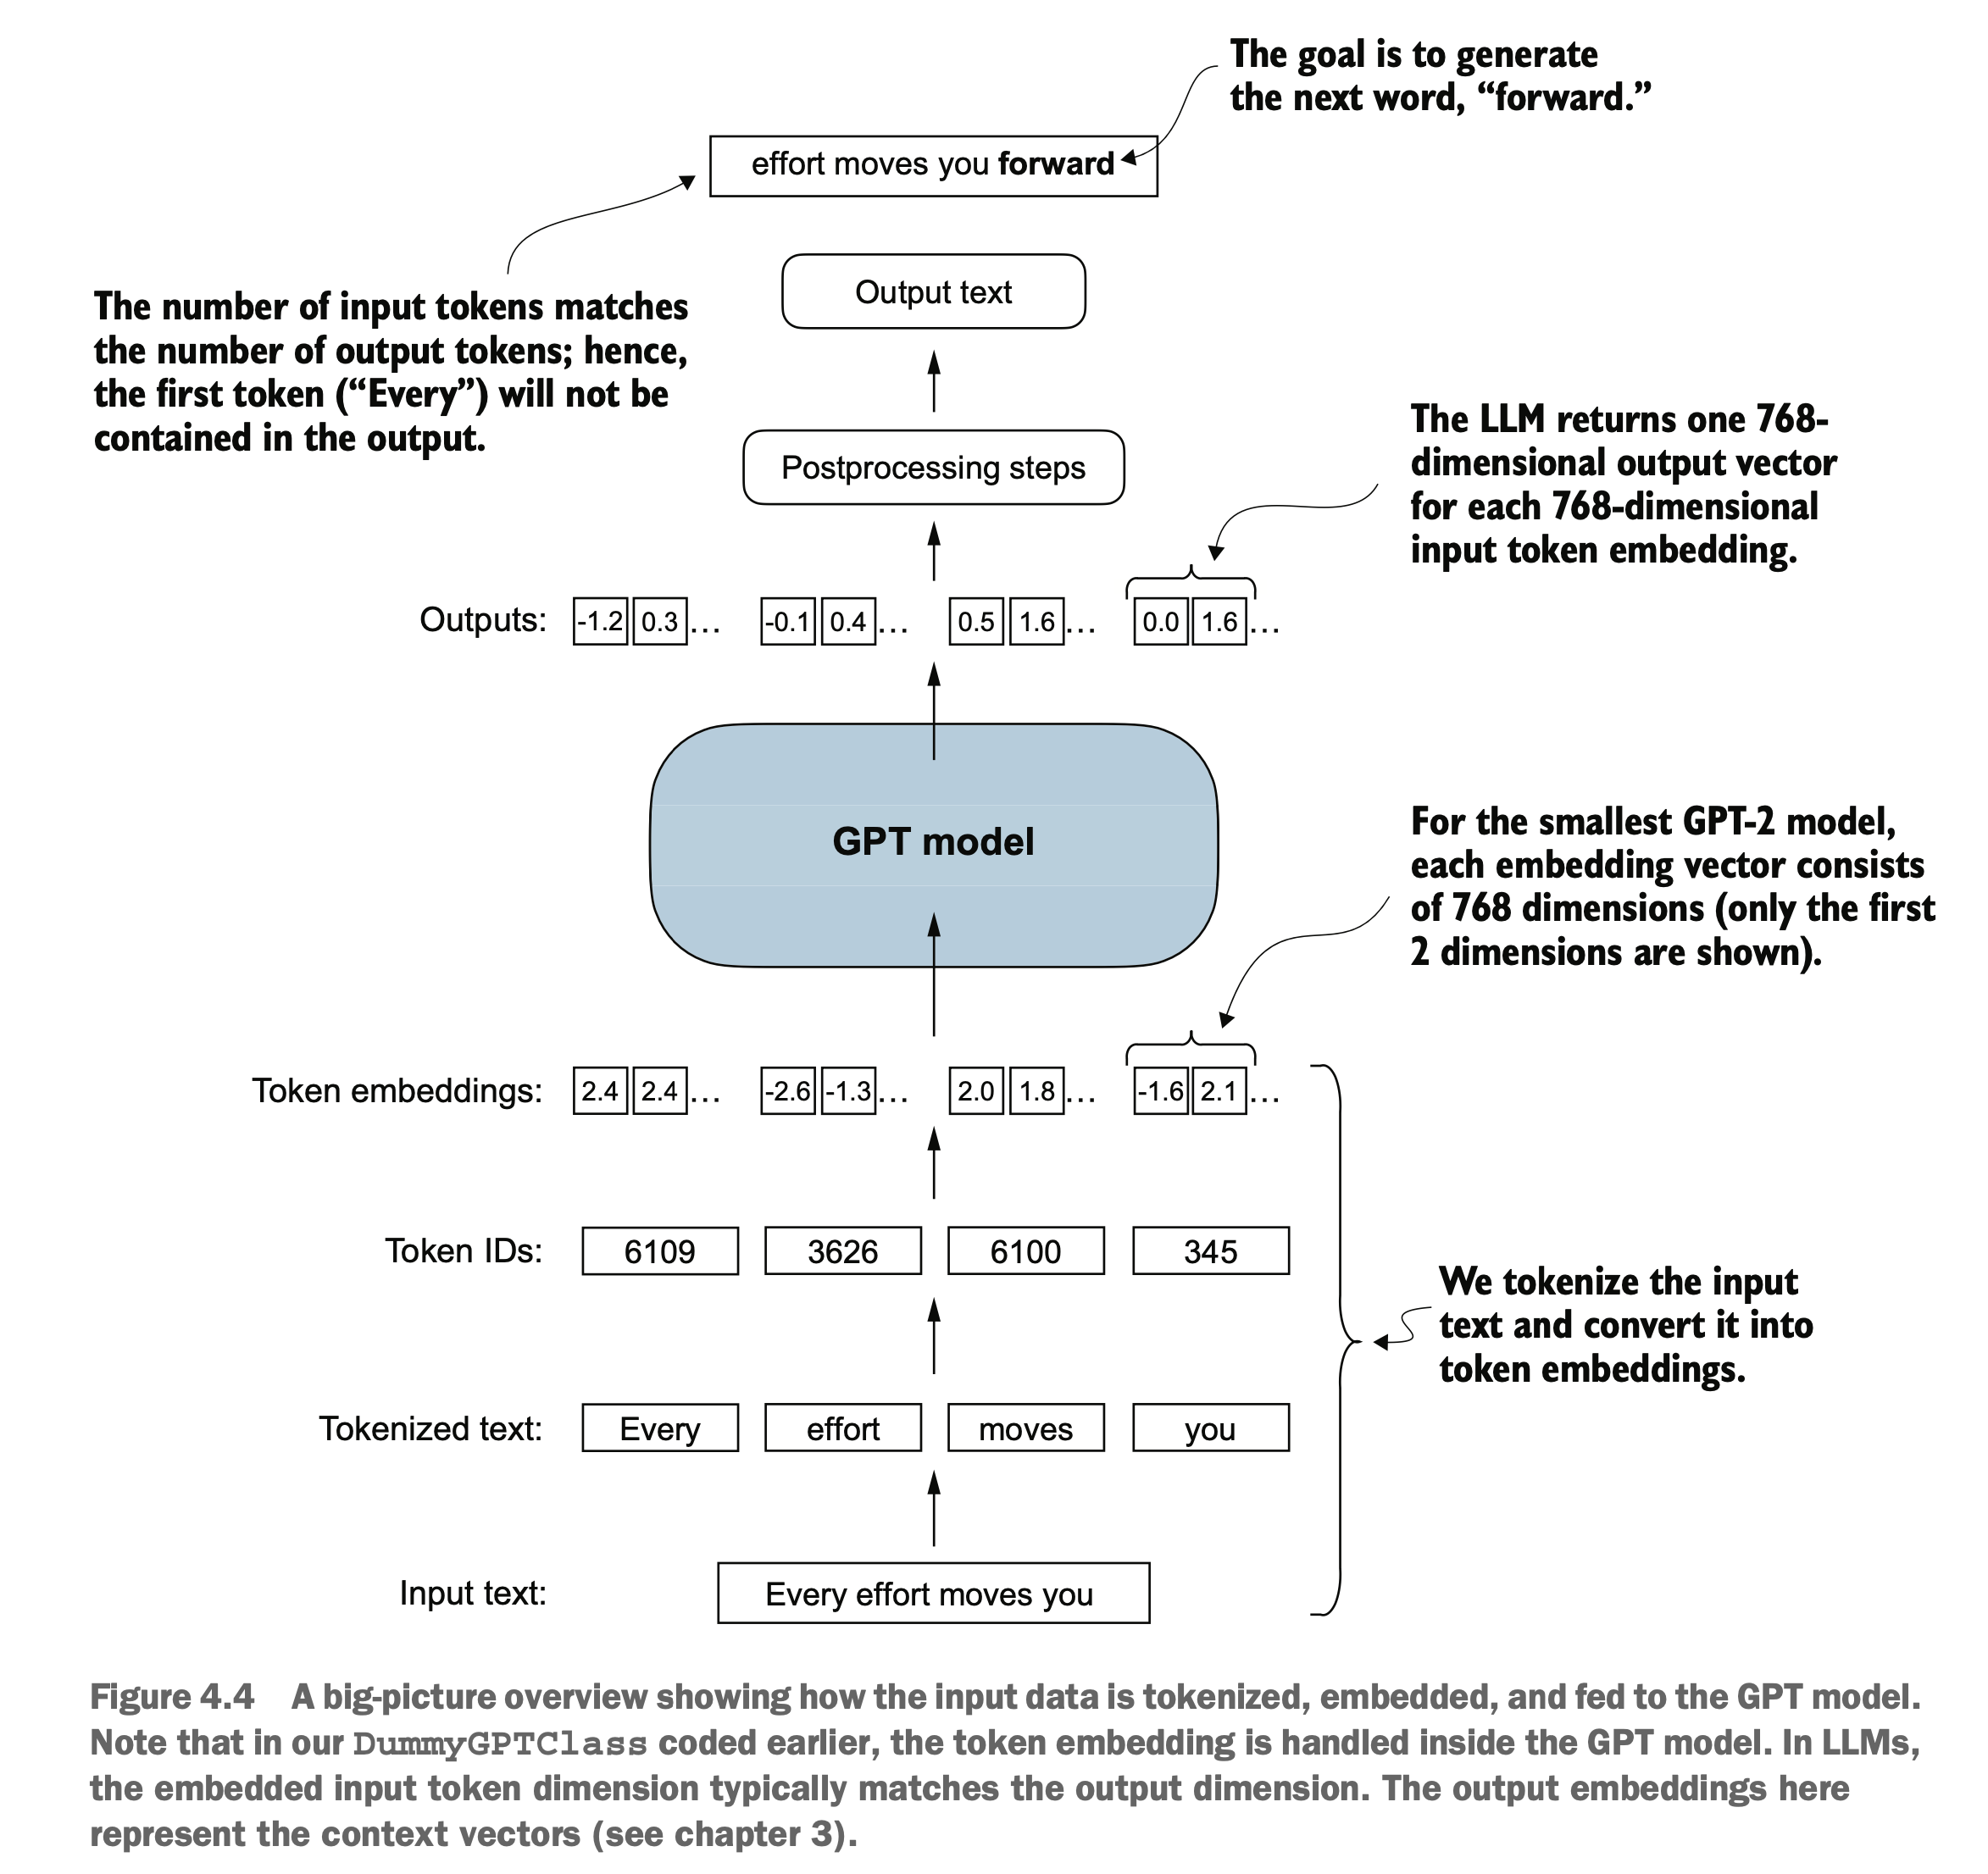 The goal is to generate
the next word, “forward.”
effort moves you forward
The number of input tokens matches
the number of output tokens; hence,
the first token (“Every”) will not be
contained in the output.
Output text
Postprocessing steps
The LLM returns one 768-
dimensional output vector
for each 768-dimensional
input token embedding.
Outputs: -1.2 0.3 ... -0.1 0.4 ... 0.5 1.6 ... 0.0 1.6 ...
GPT model
For the smallest GPT-2 model,
each embedding vector consists
of 768 dimensions (only the first
2 dimensions are shown).
Token embeddings: 2.4 2.4 ... -2.6 -1.3 ... 2.0 1.8 ... -1.6 2.1 ...
Token IDs: 6109 3626 6100 345
We tokenize the input
text and convert it into
token embeddings.
Tokenized text: Every effort moves you
Input text: Every effort moves you
Figure 4.4 A big-picture overview showing how the input data is tokenized, embedded, and fed to the GPT model.
Note that in our DummyGPTClass coded earlier, the token embedding is handled inside the GPT model. In LLMs,
the embedded input token dimension typically matches the output dimension. The output embeddings here
represent the context vectors (see chapter 3).